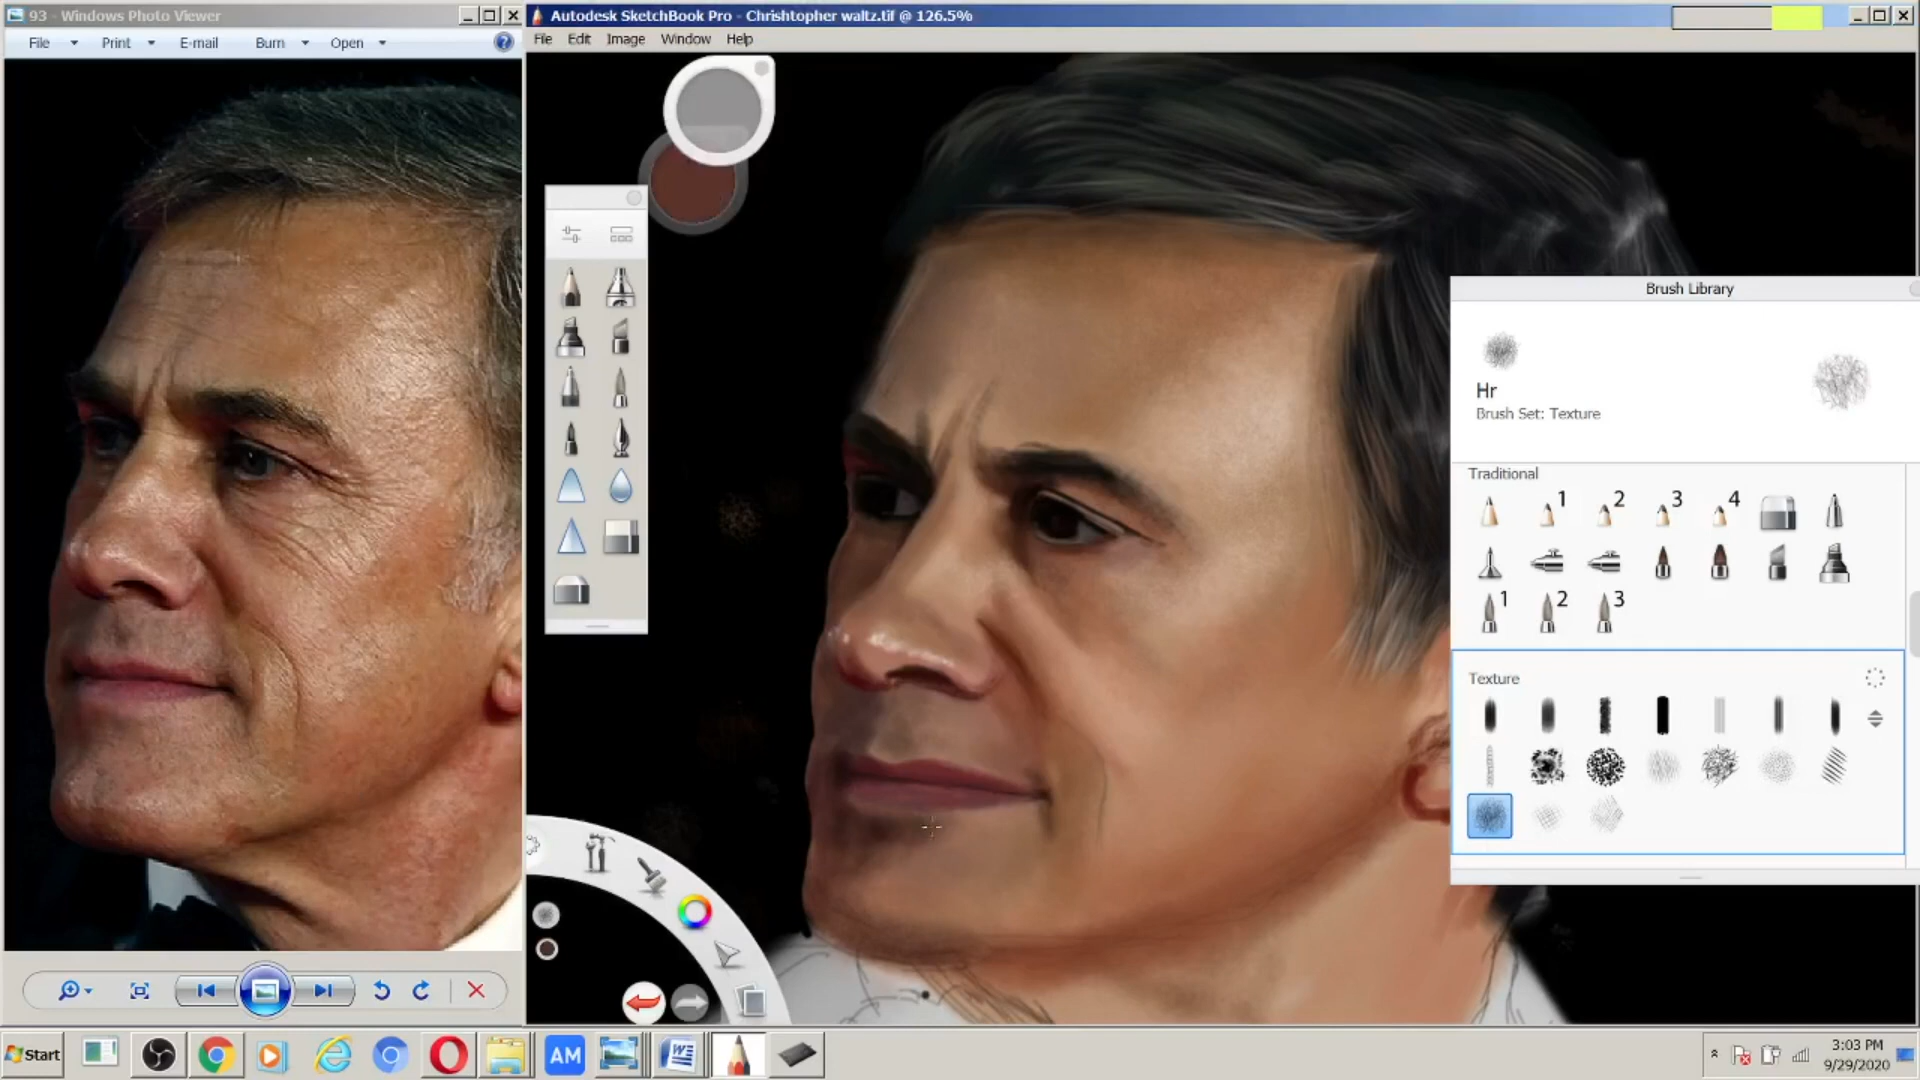 93 - Windows Photo Viewer
File Print E-mail Burn Open
Autodesk SketchBook Pro - Chrishtopher waltz.tif @ 126.5%
File Edit Image Window Help
Brush Library
Hr
Brush Set: Texture
Traditional
1 2 3 4
1 2 3
Texture
Start
AM
W
3:03 PM
9/29/2020